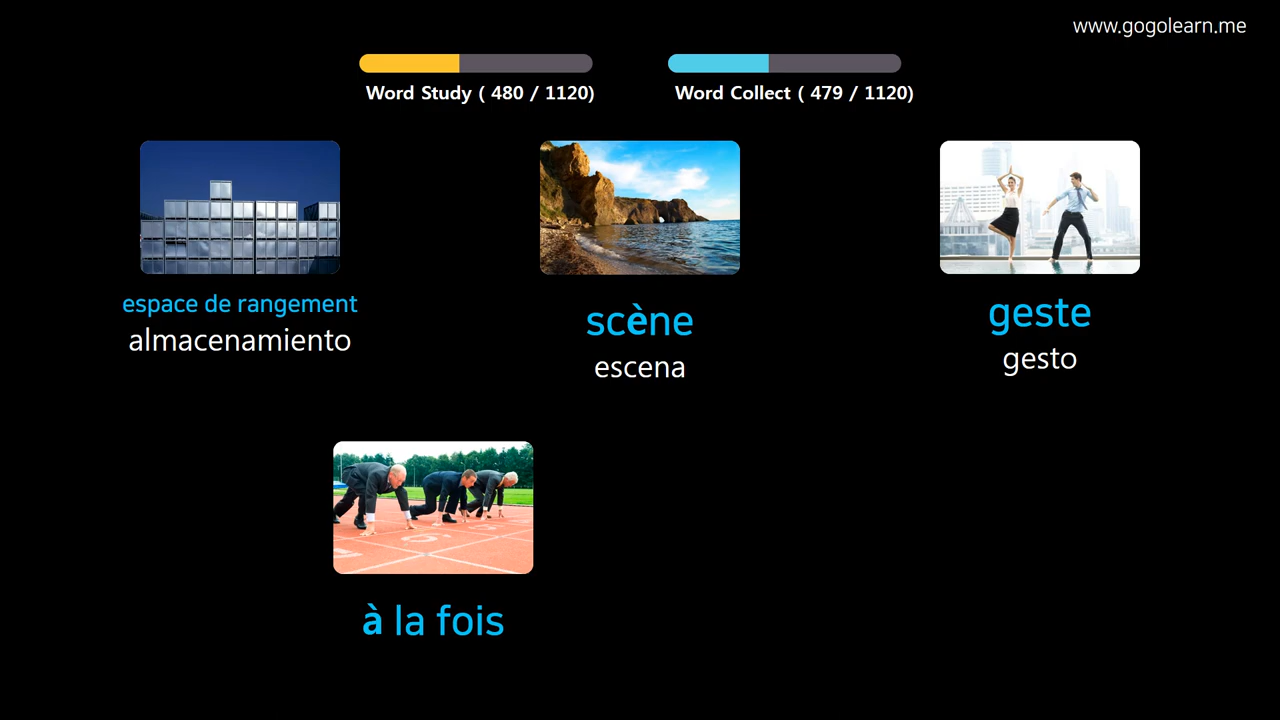 www.gogolearn.me
Word Study ( 480 / 1120)
Word Collect ( 479 / 1120)
espace de rangement
almacenamiento
scène
escena
geste
gesto
à la fois